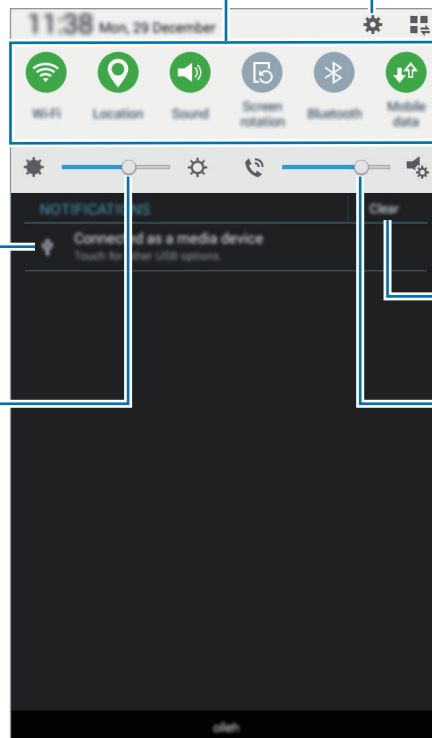 11:38 Mon, 29 December
Wi-Fi Location Sound Screen rotation Bluetooth Mobile data
NOTIFICATIONS Clear
Connected as a media device
Touch for other USB options.
olleh